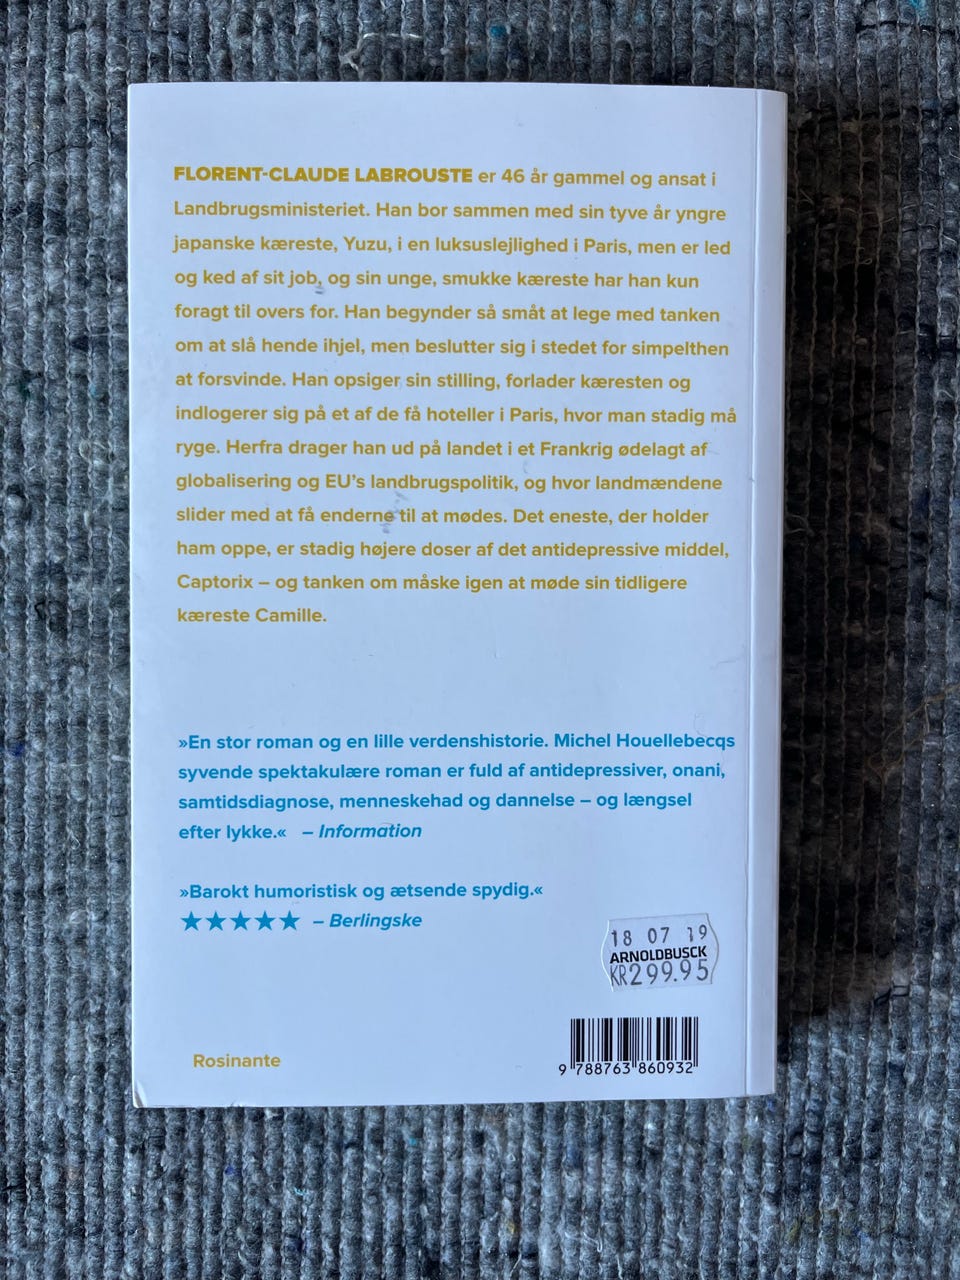 FLORENT-CLAUDE LABROUSTE er 46 år gammel og ansat i
Landbrugsministeriet. Han bor sammen med sin tyve år yngre
japanske kæreste, Yuzu, i en luksuslejlighed i Paris, men er led
og ked af sit job, og sin unge, smukke kæreste har han kun
foragt til overs for. Han begynder så småt at lege med tanken
om at slå hende ihjel, men beslutter sig i stedet for simpelthen
at forsvinde. Han opsiger sin stilling, forlader kæresten og
indlogerer sig på et af de få hoteller i Paris, hvor man stadig må
ryge. Herfra drager han ud på landet i et Frankrig ødelagt af
globalisering og EU’s landbrugspolitik, og hvor landmændene
slider med at få enderne til at mødes. Det eneste, der holder
ham oppe, er stadig højere doser af det antidepressive middel,
Captorix – og tanken om måske igen at møde sin tidligere
kæreste Camille.
»En stor roman og en lille verdenshistorie. Michel Houellebecqs
syvende spektakulære roman er fuld af antidepressiver, onani,
samtidsdiagnose, menneskehad og dannelse – og længsel
efter lykke.« – Information
»Barokt humoristisk og ætsende spydig.«
★★★★★ – Berlingske
18 07 19
ARNOLDBUSCK
KR299.95
Rosinante
9 788763 860932